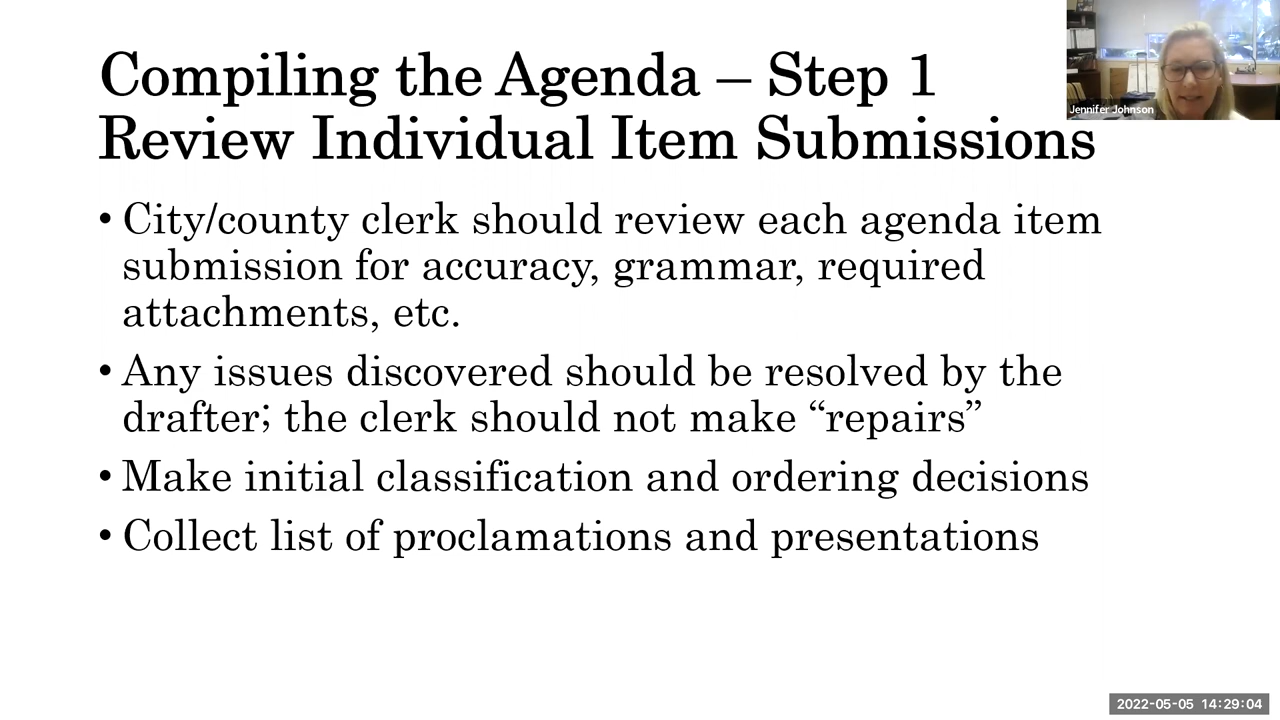 Compiling the Agenda – Step 1
Review Individual Item Submissions
Jennifer Johnson
• City/county clerk should review each agenda item
submission for accuracy, grammar, required
attachments, etc.
• Any issues discovered should be resolved by the
drafter; the clerk should not make “repairs”
• Make initial classification and ordering decisions
• Collect list of proclamations and presentations
2022-05-05 14:29:04